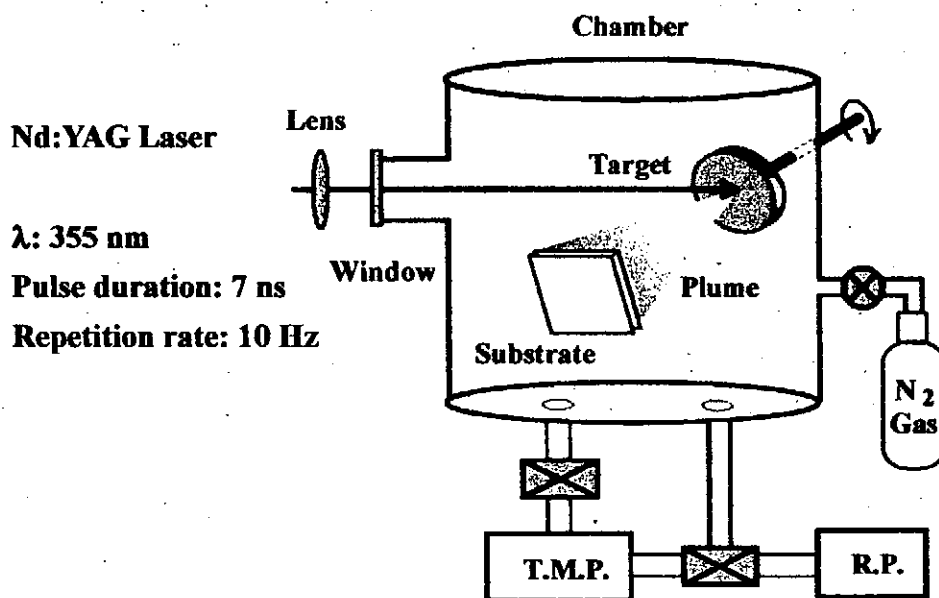 Chamber
Lens
Nd:YAG Laser
Target
λ: 355 nm
Window
Plume
Pulse duration: 7 ns
Repetition rate: 10 Hz
Substrate
N₂
Gas
T.M.P.
R.P.